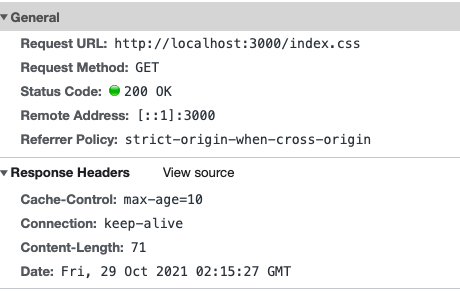 General
Request URL: http://localhost:3000/index.css
Request Method: GET
Status Code: 200 OK
Remote Address: [::1]:3000
Referrer Policy: strict-origin-when-cross-origin
Response Headers View source
Cache-Control: max-age=10
Connection: keep-alive
Content-Length: 71
Date: Fri, 29 Oct 2021 02:15:27 GMT